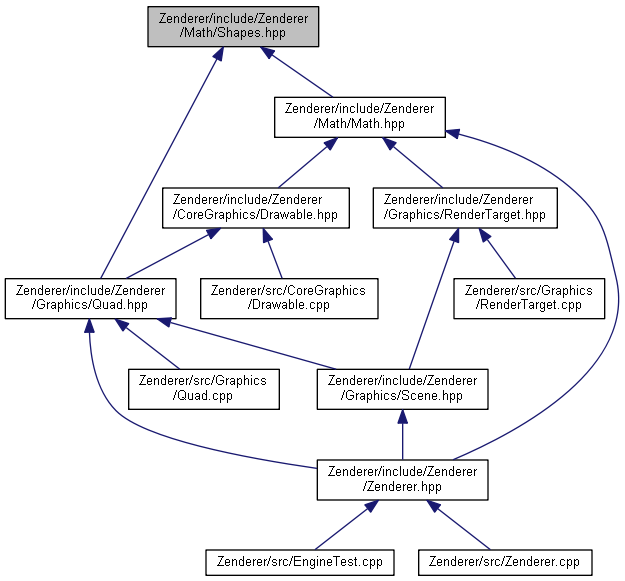 Zenderer/include/Zenderer
/Math/Shapes.hpp
Zenderer/include/Zenderer
/Math/Math.hpp
Zenderer/include/Zenderer
/CoreGraphics/Drawable.hpp
Zenderer/include/Zenderer
/Graphics/RenderTarget.hpp
Zenderer/include/Zenderer
/Graphics/Quad.hpp
Zenderer/src/CoreGraphics
/Drawable.cpp
Zenderer/src/Graphics
/RenderTarget.cpp
Zenderer/src/Graphics
/Quad.cpp
Zenderer/include/Zenderer
/Graphics/Scene.hpp
Zenderer/include/Zenderer
/Zenderer.hpp
Zenderer/src/EngineTest.cpp
Zenderer/src/Zenderer.cpp